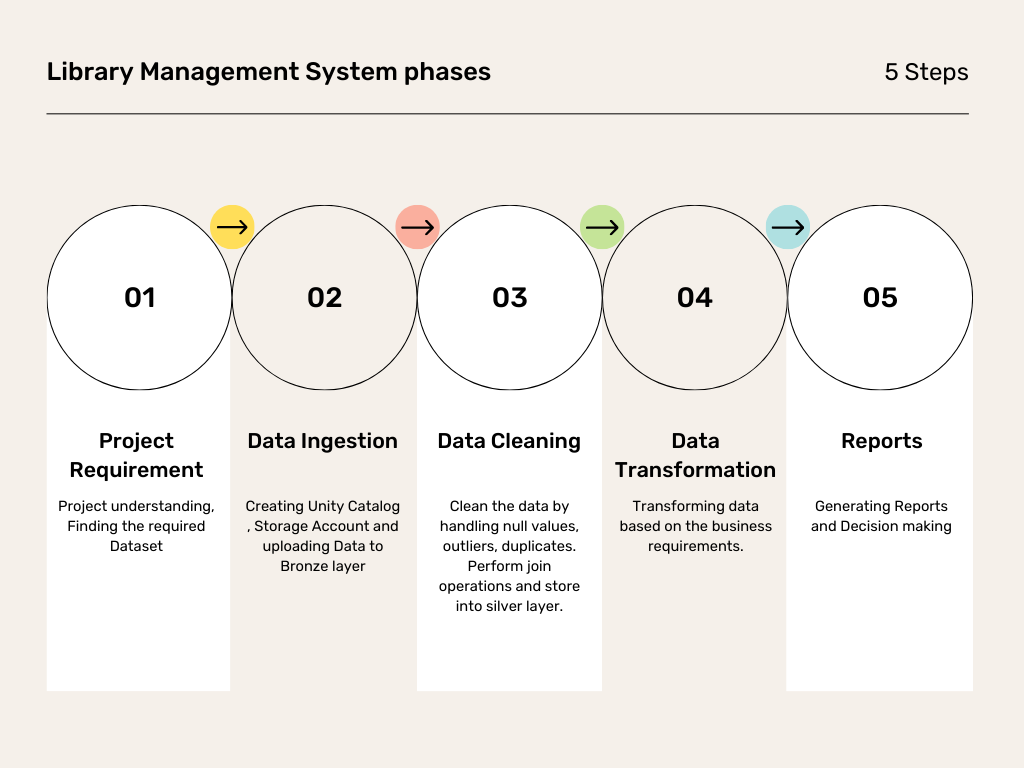 Library Management System phases
5 Steps
01
02
03
04
05
Project
Requirement
Project understanding,
Finding the required
Dataset
Data Ingestion
Creating Unity Catalog
, Storage Account and
uploading Data to
Bronze layer
Data Cleaning
Clean the data by
handling null values,
outliers, duplicates.
Perform join
operations and store
into silver layer.
Data
Transformation
Transforming data
based on the business
requirements.
Reports
Generating Reports
and Decision making